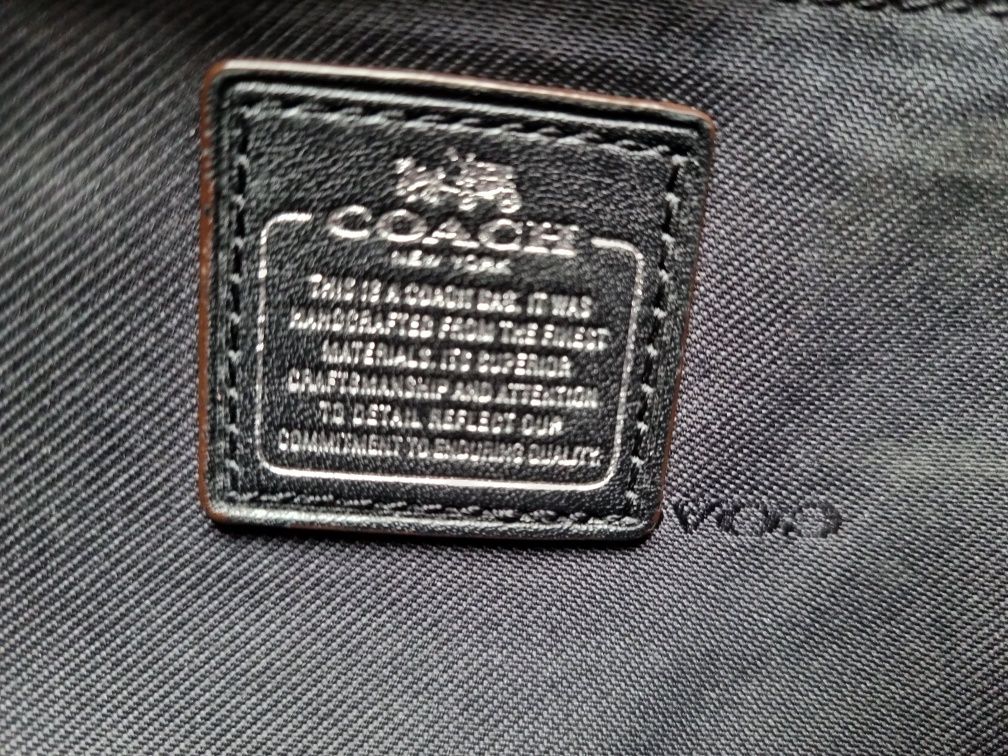 COACH
NEW YORK
THIS IS A COACH BAG. IT WAS
HANDCRAFTED FROM THE FINEST
MATERIALS. ITS SUPERIOR
CRAFTSMANSHIP AND ATTENTION
TO DETAIL REFLECT OUR
COMMITMENT TO ENDURING QUALITY.
COA